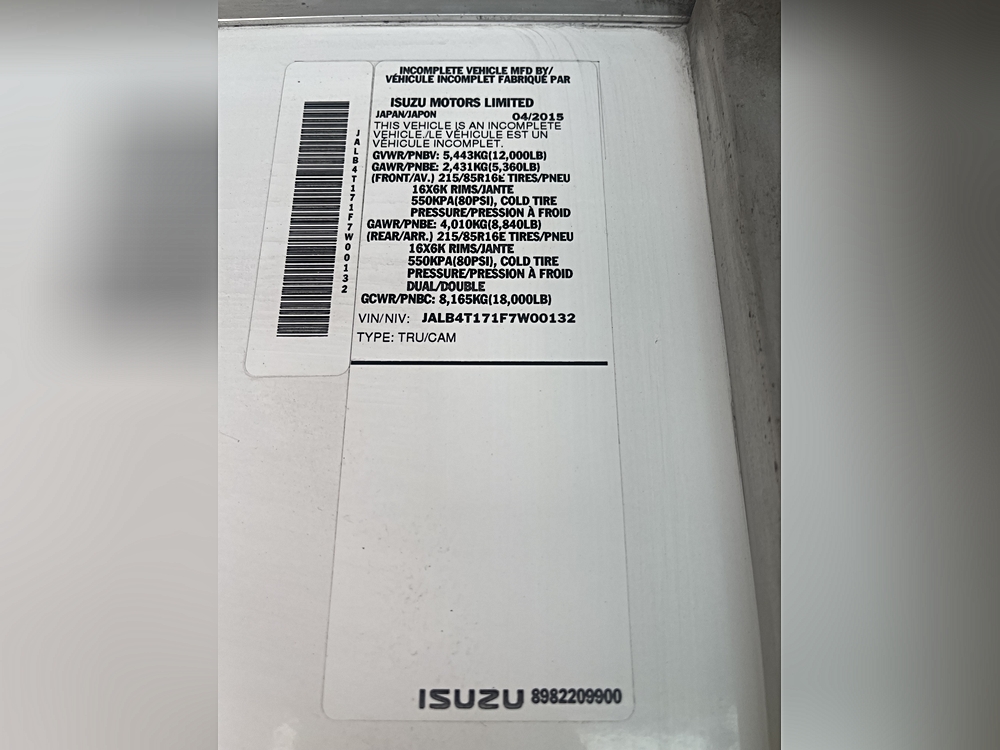 INCOMPLETE VEHICLE MFD BY/
VÉHICULE INCOMPLET FABRIQUÉ PAR
ISUZU MOTORS LIMITED
JAPAN/JAPON 04/2015
THIS VEHICLE IS AN INCOMPLETE
VEHICLE./LE VÉHICULE EST UN
VÉHICULE INCOMPLET.
GVWR/PNBV: 5,443KG(12,000LB)
GAWR/PNBE: 2,431KG(5,360LB)
(FRONT/AV.) 215/85R16E TIRES/PNEU
16X6K RIMS/JANTE
550KPA(80PSI), COLD TIRE
PRESSURE/PRESSION À FROID
GAWR/PNBE: 4,010KG(8,840LB)
(REAR/ARR.) 215/85R16E TIRES/PNEU
16X6K RIMS/JANTE
550KPA(80PSI), COLD TIRE
PRESSURE/PRESSION À FROID
DUAL/DOUBLE
GCWR/PNBC: 8,165KG(18,000LB)
VIN/NIV: JALB4T171F7W00132
TYPE: TRU/CAM
JALB4T171F7W00132
ISUZU 8982209900